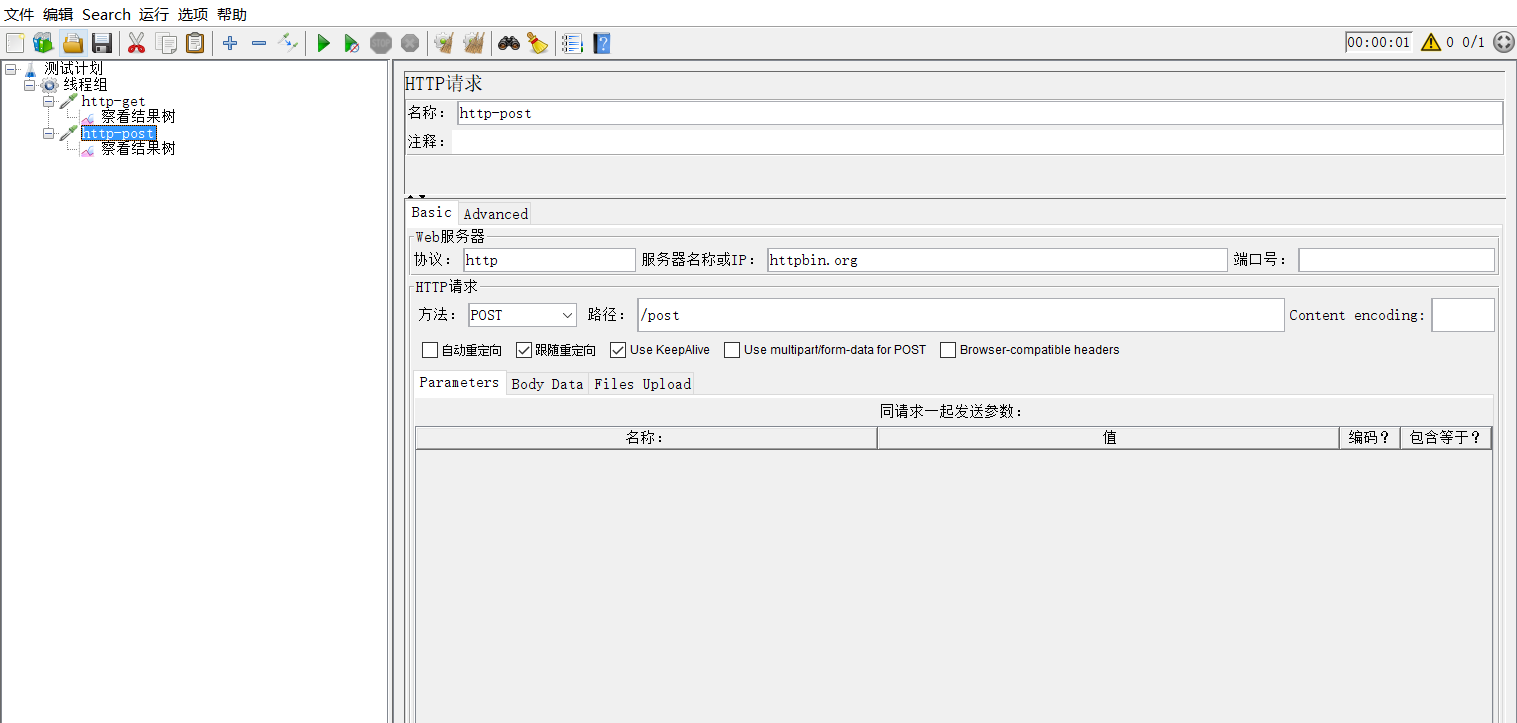 文件 编辑 Search 运行 选项 帮助
STOP 00:00:01 0 0/1
测试计划
线程组
http-get
察看结果树
http-post
察看结果树
HTTP请求
名称： http-post
注释：
Basic Advanced
Web服务器
协议： http 服务器名称或IP： httpbin.org 端口号：
HTTP请求
方法： POST 路径： /post Content encoding:
自动重定向 跟随重定向 Use KeepAlive Use multipart/form-data for POST Browser-compatible headers
Parameters Body Data Files Upload
同请求一起发送参数：
名称： 值 编码？ 包含等于？